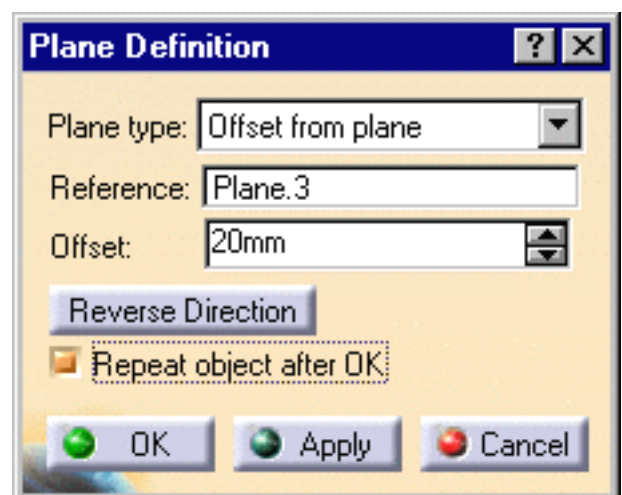 Plane Definition ? X
Plane type: Offset from plane
Reference: Plane.3
Offset: 20mm
Reverse Direction
Repeat object after OK
OK Apply Cancel